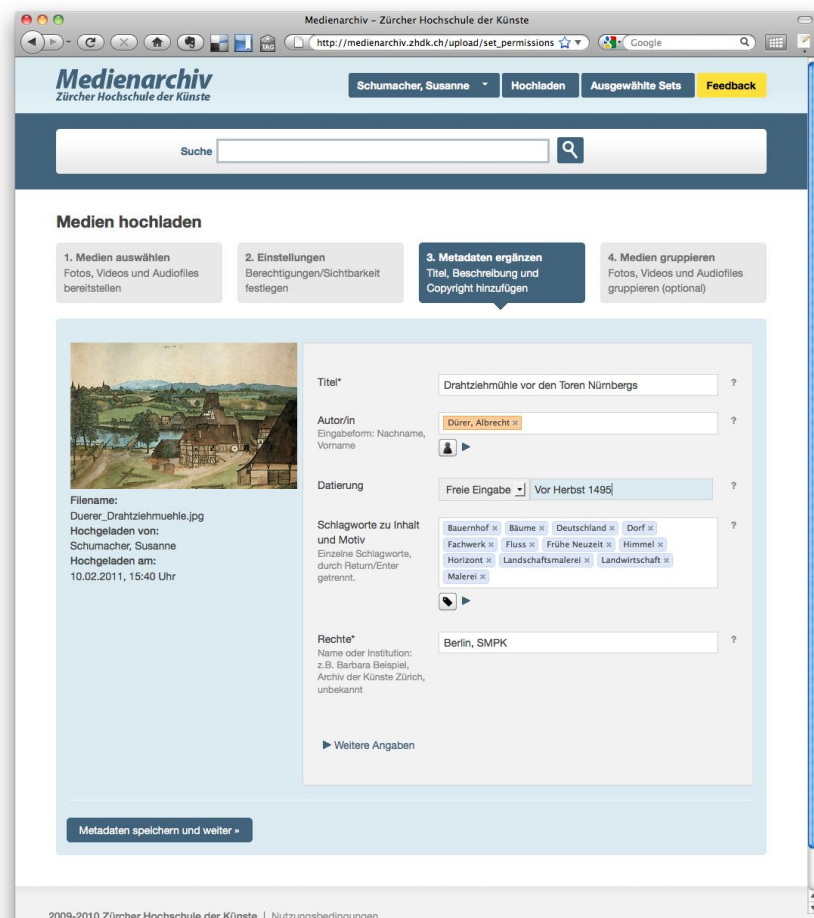 Medienarchiv – Zürcher Hochschule der Künste
TAG
http://medienarchiv.zhdk.ch/upload/set_permissions
Google
Medienarchiv
Zürcher Hochschule der Künste
Schumacher, Susanne
Hochladen
Ausgewählte Sets
Feedback
Suche
Medien hochladen
1. Medien auswählen
Fotos, Videos und Audiofiles
bereitstellen
2. Einstellungen
Berechtigungen/Sichtbarkeit
festlegen
3. Metadaten ergänzen
Titel, Beschreibung und
Copyright hinzufügen
4. Medien gruppieren
Fotos, Videos und Audiofiles
gruppieren (optional)
Filename:
Duerer_Drahtziehmuehle.jpg
Hochgeladen von:
Schumacher, Susanne
Hochgeladen am:
10.02.2011, 15:40 Uhr
Titel*
Drahtziehmühle vor den Toren Nürnbergs
?
Autor/in
Eingabeform: Nachname,
Vorname
Dürer, Albrecht ×
?
Datierung
Freie Eingabe
Vor Herbst 1495
?
Schlagworte zu Inhalt
und Motiv
Einzelne Schlagworte,
durch Return/Enter
getrennt.
Bauernhof × Bäume × Deutschland × Dorf ×
Fachwerk × Fluss × Frühe Neuzeit × Himmel ×
Horizont × Landschaftsmalerei × Landwirtschaft ×
Malerei ×
?
Rechte*
Name oder Institution:
z.B. Barbara Beispiel,
Archiv der Künste Zürich,
unbekannt
Berlin, SMPK
?
Weitere Angaben
Metadaten speichern und weiter »
2009-2010 Zürcher Hochschule der Künste | Nutzungsbedingungen